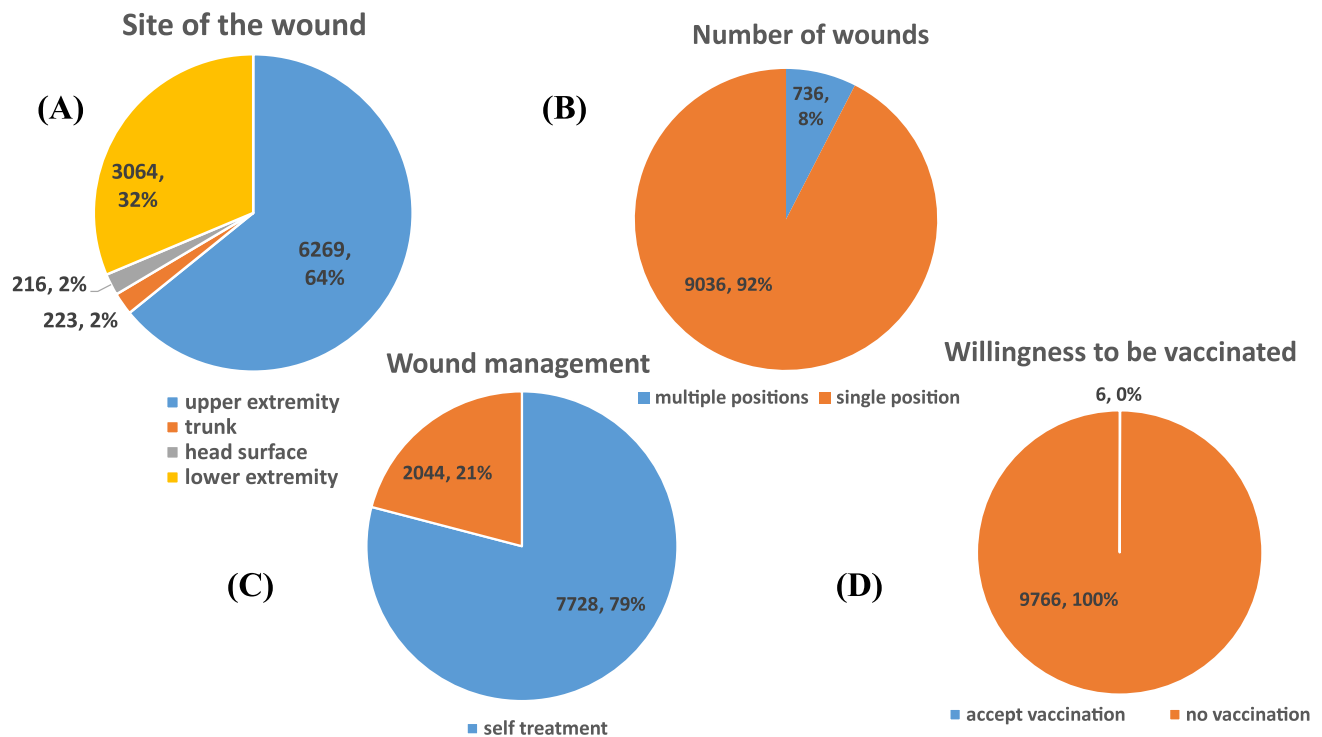 Site of the wound
(A)
3064,
32%
6269,
64%
216, 2%
223, 2%
upper extremity
trunk
head surface
lower extremity
Number of wounds
(B)
736,
8%
9036, 92%
multiple positions single position
Wound management
(C)
2044, 21%
7728, 79%
self treatment
Willingness to be vaccinated
(D)
6, 0%
9766, 100%
accept vaccination no vaccination